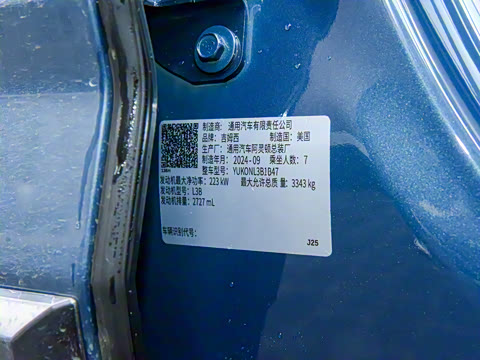 制造商: 通用汽车有限责任公司
品牌: 吉姆西 制造国: 美国
生产厂: 通用汽车阿灵顿总装厂
制造年月: 2024-09 乘坐人数: 7
整车型号: YUKONL3B1B47
发动机最大净功率: 223 kW 最大允许总质量: 3343 kg
发动机型号: L3B
发动机排量: 2727 mL
车辆识别代号:
J25